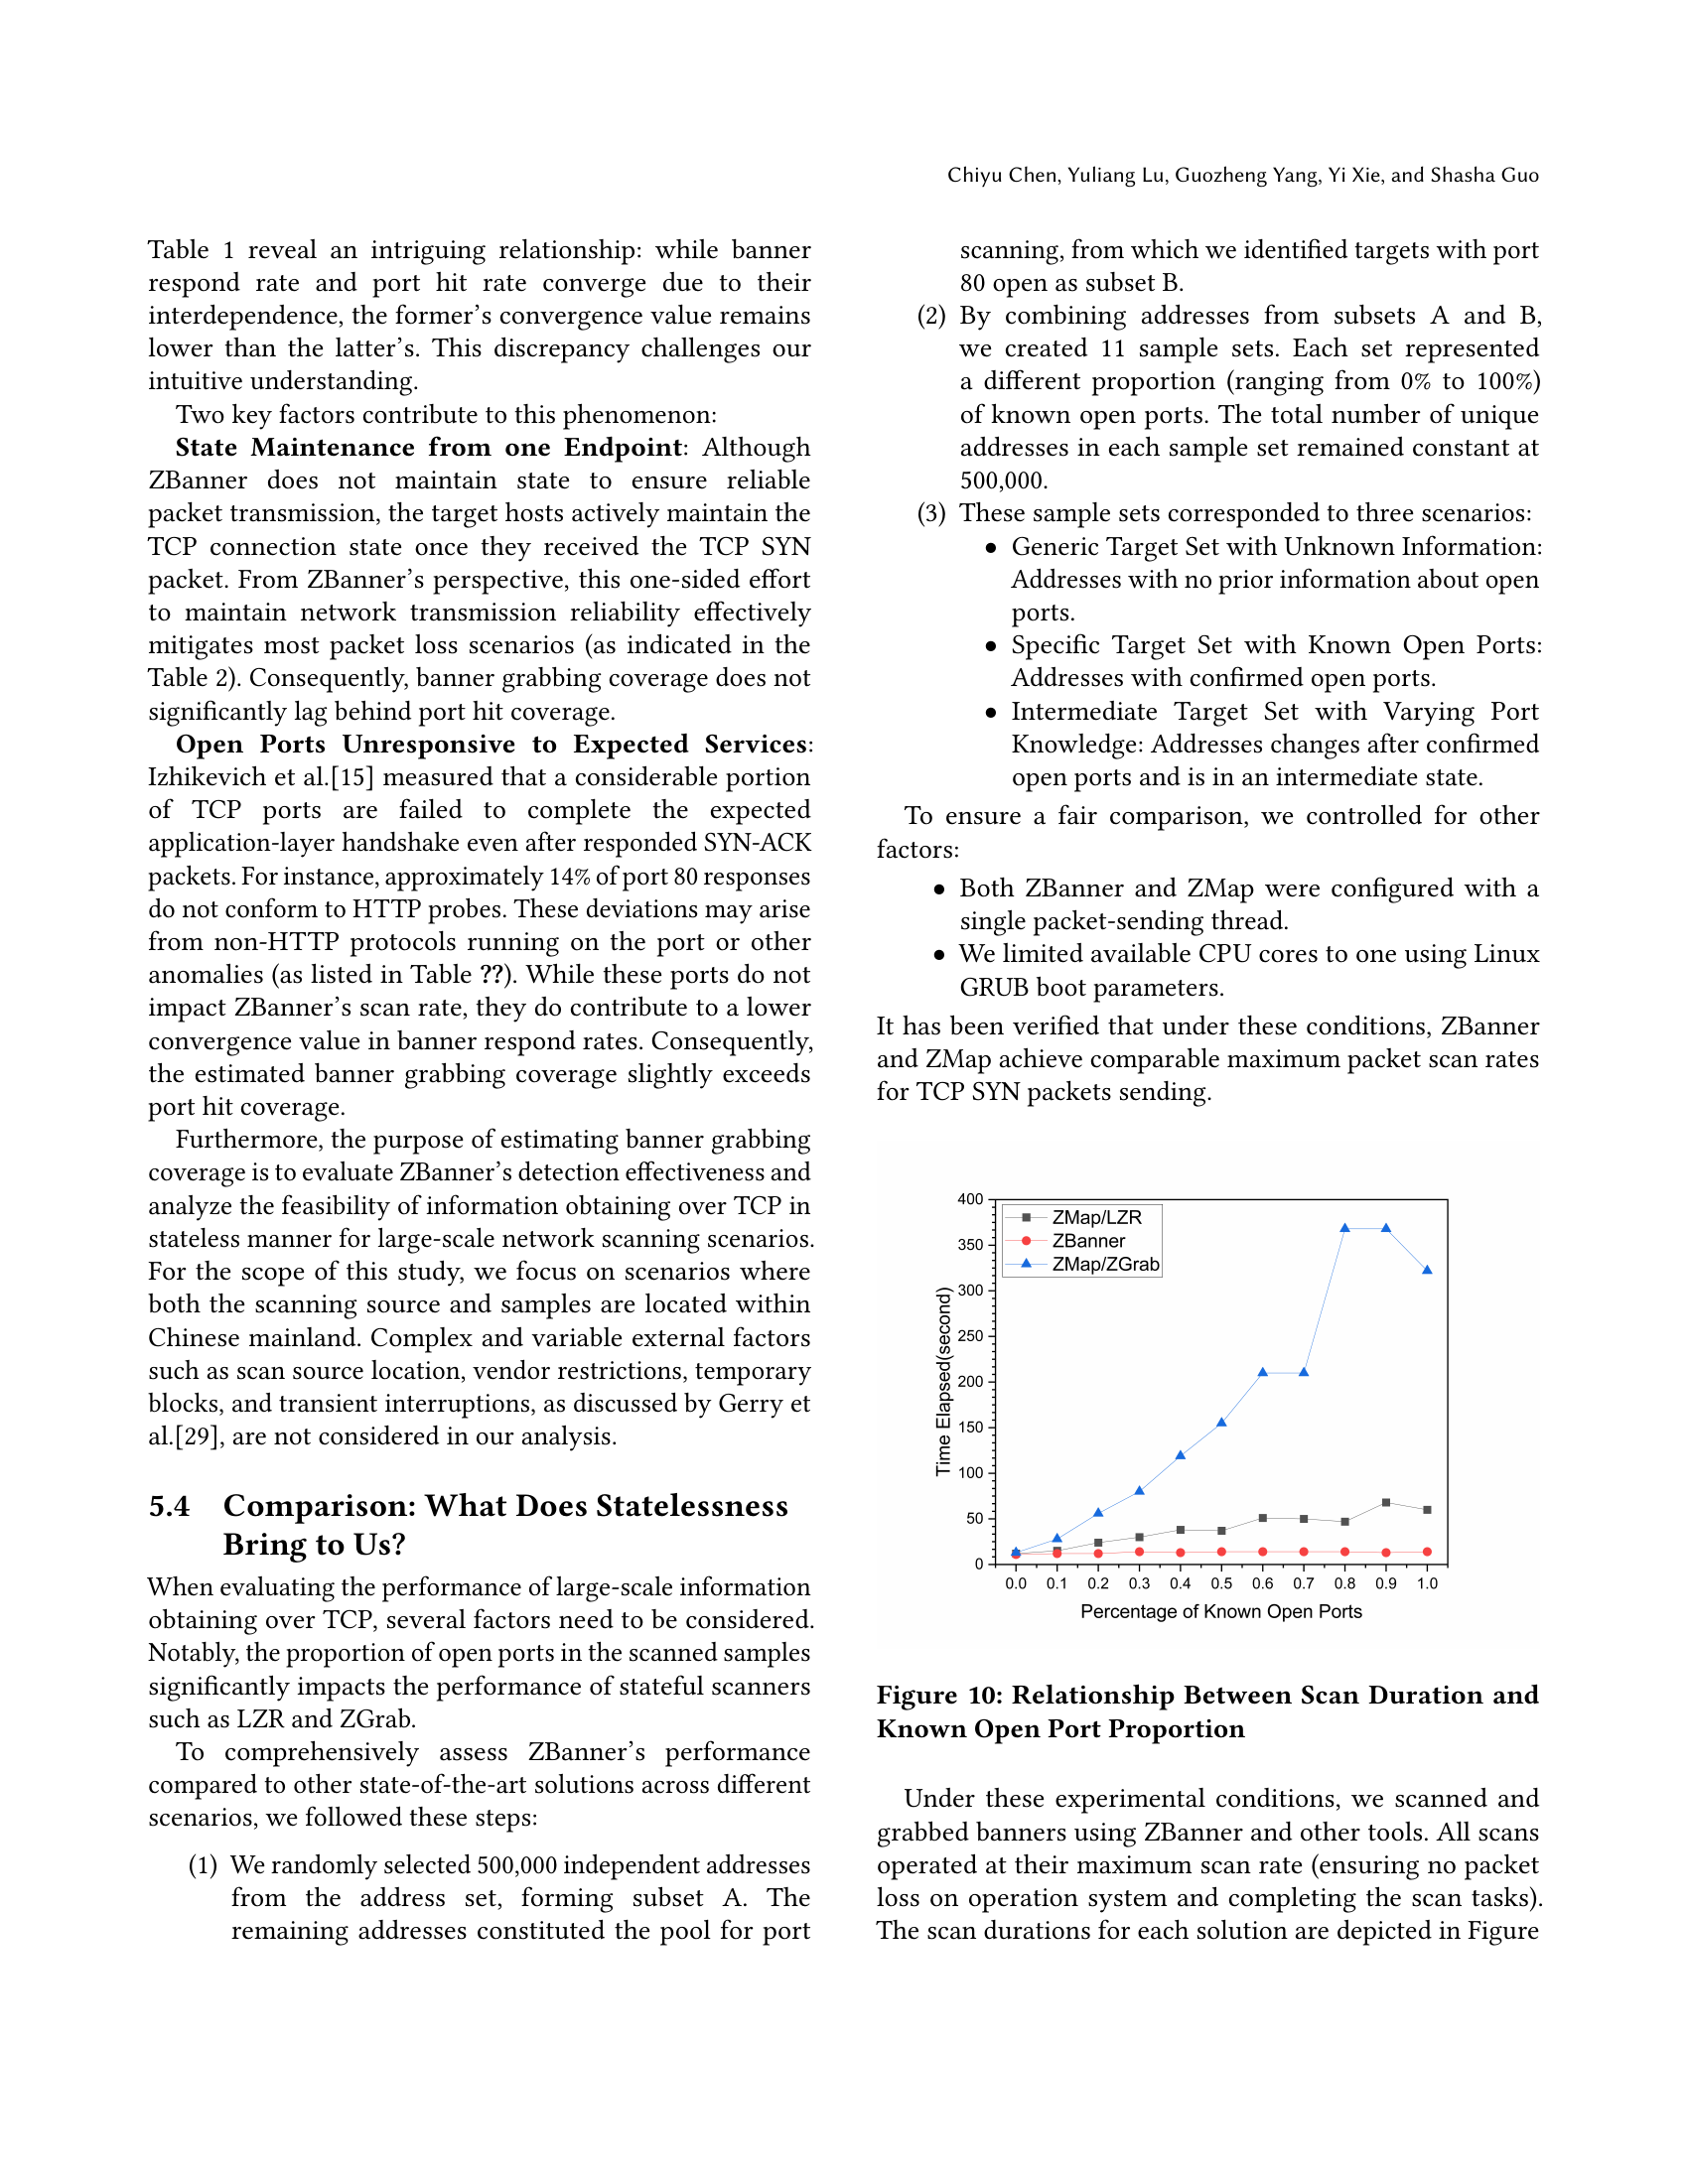 Chiyu Chen, Yuliang Lu, Guozheng Yang, Yi Xie, and Shasha Guo
Table 1 reveal an intriguing relationship: while banner
respond rate and port hit rate converge due to their
interdependence, the former's convergence value remains
lower than the latter's. This discrepancy challenges our
intuitive understanding.
Two key factors contribute to this phenomenon:
State Maintenance from one Endpoint: Although
ZBanner does not maintain state to ensure reliable
packet transmission, the target hosts actively maintain the
TCP connection state once they received the TCP SYN
packet. From ZBanner's perspective, this one-sided effort
to maintain network transmission reliability effectively
mitigates most packet loss scenarios (as indicated in the
Table 2). Consequently, banner grabbing coverage does not
significantly lag behind port hit coverage.
Open Ports Unresponsive to Expected Services:
Izhikevich et al.[15] measured that a considerable portion
of TCP ports are failed to complete the expected
application-layer handshake even after responded SYN-ACK
packets. For instance, approximately 14% of port 80 responses
do not conform to HTTP probes. These deviations may arise
from non-HTTP protocols running on the port or other
anomalies (as listed in Table ??). While these ports do not
impact ZBanner's scan rate, they do contribute to a lower
convergence value in banner respond rates. Consequently,
the estimated banner grabbing coverage slightly exceeds
port hit coverage.
Furthermore, the purpose of estimating banner grabbing
coverage is to evaluate ZBanner's detection effectiveness and
analyze the feasibility of information obtaining over TCP in
stateless manner for large-scale network scanning scenarios.
For the scope of this study, we focus on scenarios where
both the scanning source and samples are located within
Chinese mainland. Complex and variable external factors
such as scan source location, vendor restrictions, temporary
blocks, and transient interruptions, as discussed by Gerry et
al.[29], are not considered in our analysis.
5.4 Comparison: What Does Statelessness
Bring to Us?
When evaluating the performance of large-scale information
obtaining over TCP, several factors need to be considered.
Notably, the proportion of open ports in the scanned samples
significantly impacts the performance of stateful scanners
such as LZR and ZGrab.
To comprehensively assess ZBanner's performance
compared to other state-of-the-art solutions across different
scenarios, we followed these steps:
(1) We randomly selected 500,000 independent addresses
from the address set, forming subset A. The
remaining addresses constituted the pool for port
scanning, from which we identified targets with port
80 open as subset B.
(2) By combining addresses from subsets A and B,
we created 11 sample sets. Each set represented
a different proportion (ranging from 0% to 100%)
of known open ports. The total number of unique
addresses in each sample set remained constant at
500,000.
(3) These sample sets corresponded to three scenarios:
• Generic Target Set with Unknown Information:
Addresses with no prior information about open
ports.
• Specific Target Set with Known Open Ports:
Addresses with confirmed open ports.
• Intermediate Target Set with Varying Port
Knowledge: Addresses changes after confirmed
open ports and is in an intermediate state.
To ensure a fair comparison, we controlled for other
factors:
• Both ZBanner and ZMap were configured with a
single packet-sending thread.
• We limited available CPU cores to one using Linux
GRUB boot parameters.
It has been verified that under these conditions, ZBanner
and ZMap achieve comparable maximum packet scan rates
for TCP SYN packets sending.
400
350
300
250
200
150
100
50
0
Time Elapsed(second)
ZMap/LZR
ZBanner
ZMap/ZGrab
0.0 0.1 0.2 0.3 0.4 0.5 0.6 0.7 0.8 0.9 1.0
Percentage of Known Open Ports
Figure 10: Relationship Between Scan Duration and
Known Open Port Proportion
Under these experimental conditions, we scanned and
grabbed banners using ZBanner and other tools. All scans
operated at their maximum scan rate (ensuring no packet
loss on operation system and completing the scan tasks).
The scan durations for each solution are depicted in Figure